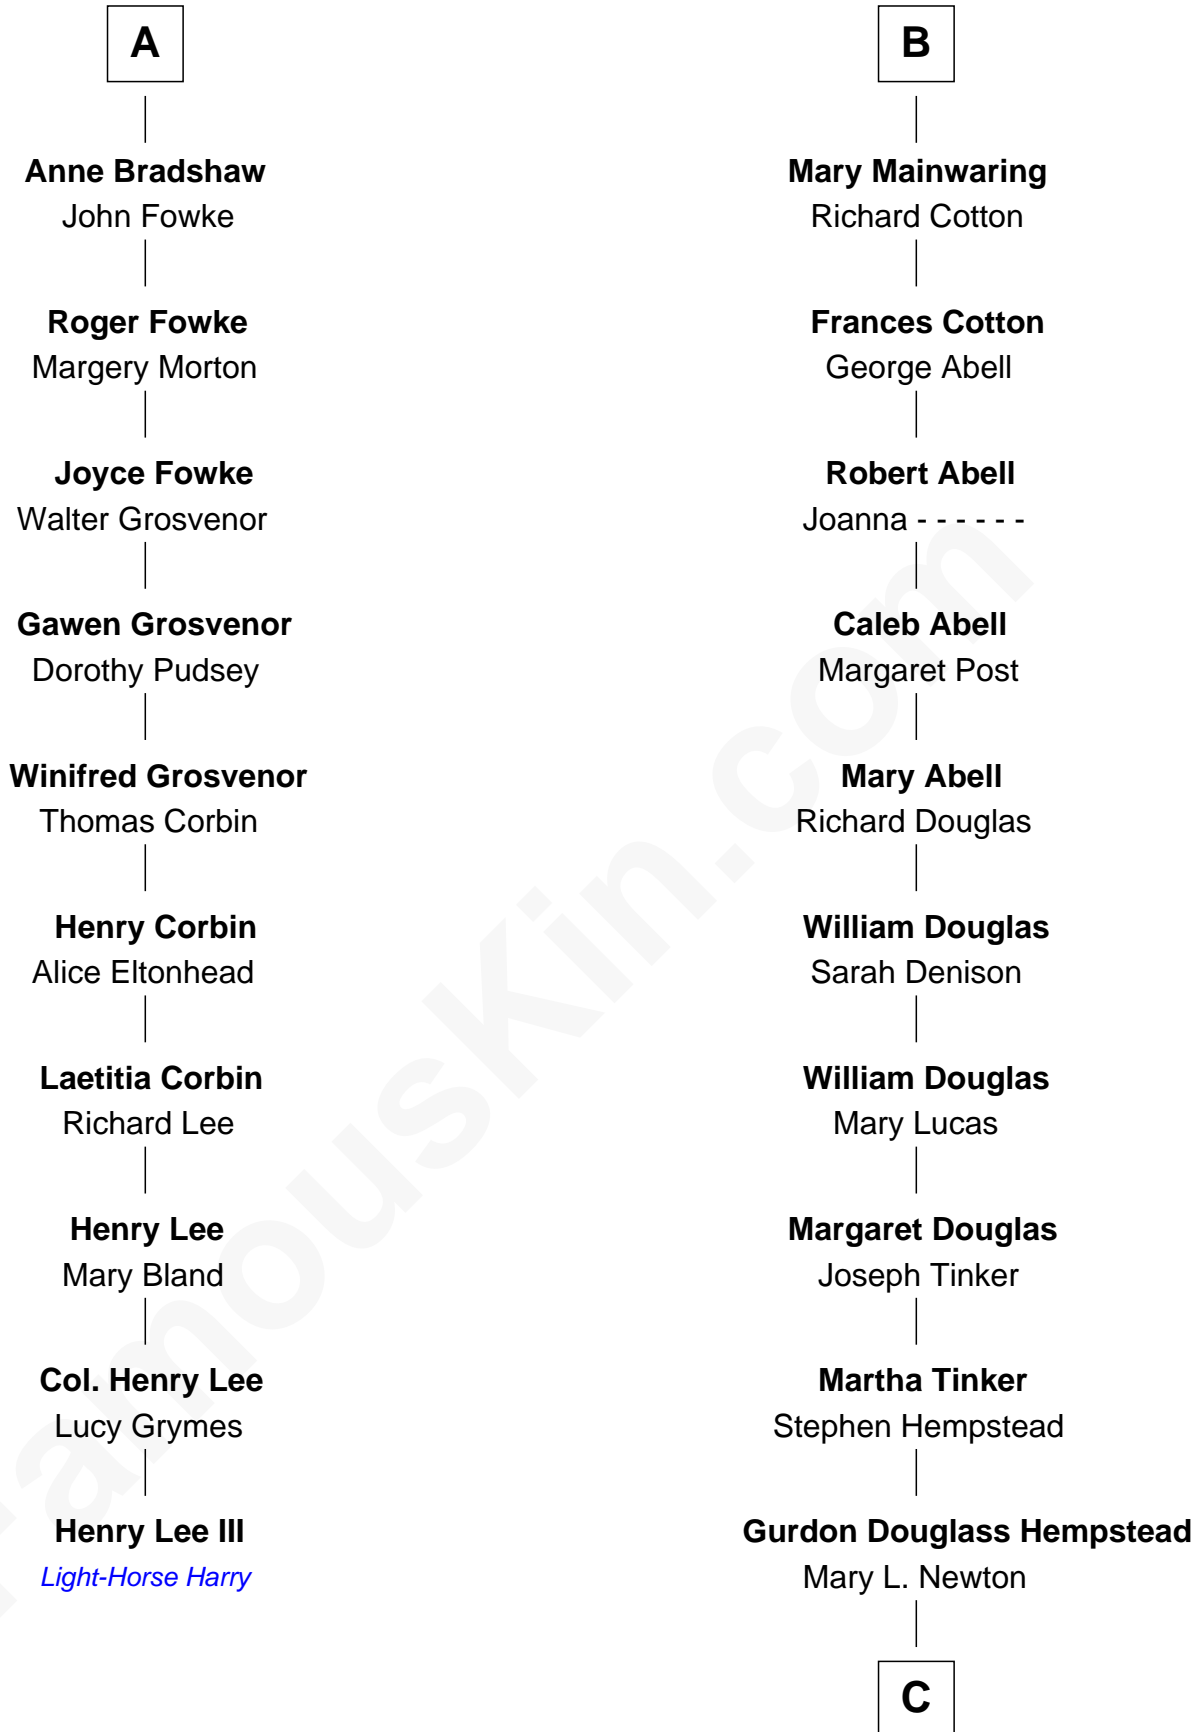 A
Anne Bradshaw
John Fowke
Roger Fowke
Margery Morton
Joyce Fowke
Walter Grosvenor
Gawen Grosvenor
Dorothy Pudsey
Winifred Grosvenor
Thomas Corbin
Henry Corbin
Alice Eltonhead
Laetitia Corbin
Richard Lee
Henry Lee
Mary Bland
Col. Henry Lee
Lucy Grymes
Henry Lee III
Light-Horse Harry
B
Mary Mainwaring
Richard Cotton
Frances Cotton
George Abell
Robert Abell
Joanna - - - - - -
Caleb Abell
Margaret Post
Mary Abell
Richard Douglas
William Douglas
Sarah Denison
William Douglas
Mary Lucas
Margaret Douglas
Joseph Tinker
Martha Tinker
Stephen Hempstead
Gurdon Douglass Hempstead
Mary L. Newton
C
FamousKin.com